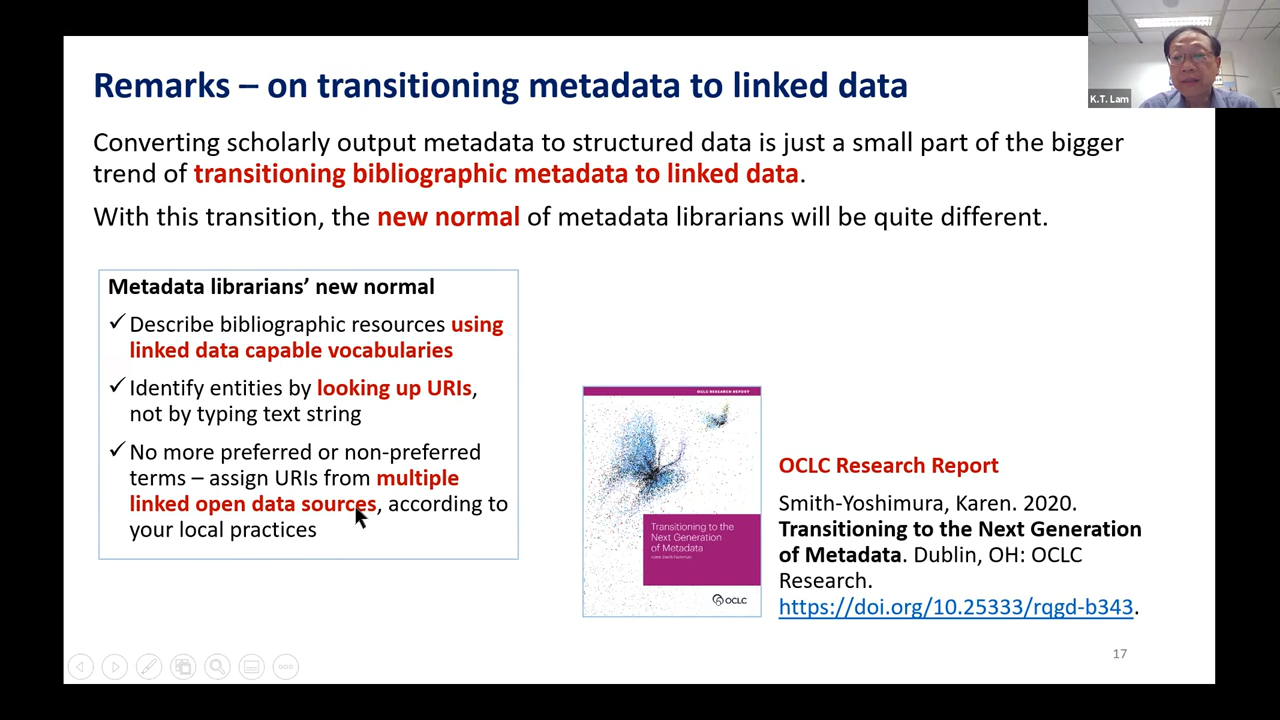 Remarks – on transitioning metadata to linked data
K.T. Lam
Converting scholarly output metadata to structured data is just a small part of the bigger
trend of transitioning bibliographic metadata to linked data.
With this transition, the new normal of metadata librarians will be quite different.
Metadata librarians’ new normal
✓ Describe bibliographic resources using
linked data capable vocabularies
✓ Identify entities by looking up URIs,
not by typing text string
✓ No more preferred or non-preferred
terms – assign URIs from multiple
linked open data sources, according to
your local practices
OCLC RESEARCH REPORT
Transitioning to the
Next Generation
of Metadata
Karen Smith-Yoshimura
OCLC
OCLC Research Report
Smith-Yoshimura, Karen. 2020.
Transitioning to the Next Generation
of Metadata. Dublin, OH: OCLC
Research.
https://doi.org/10.25333/rqgd-b343.
17